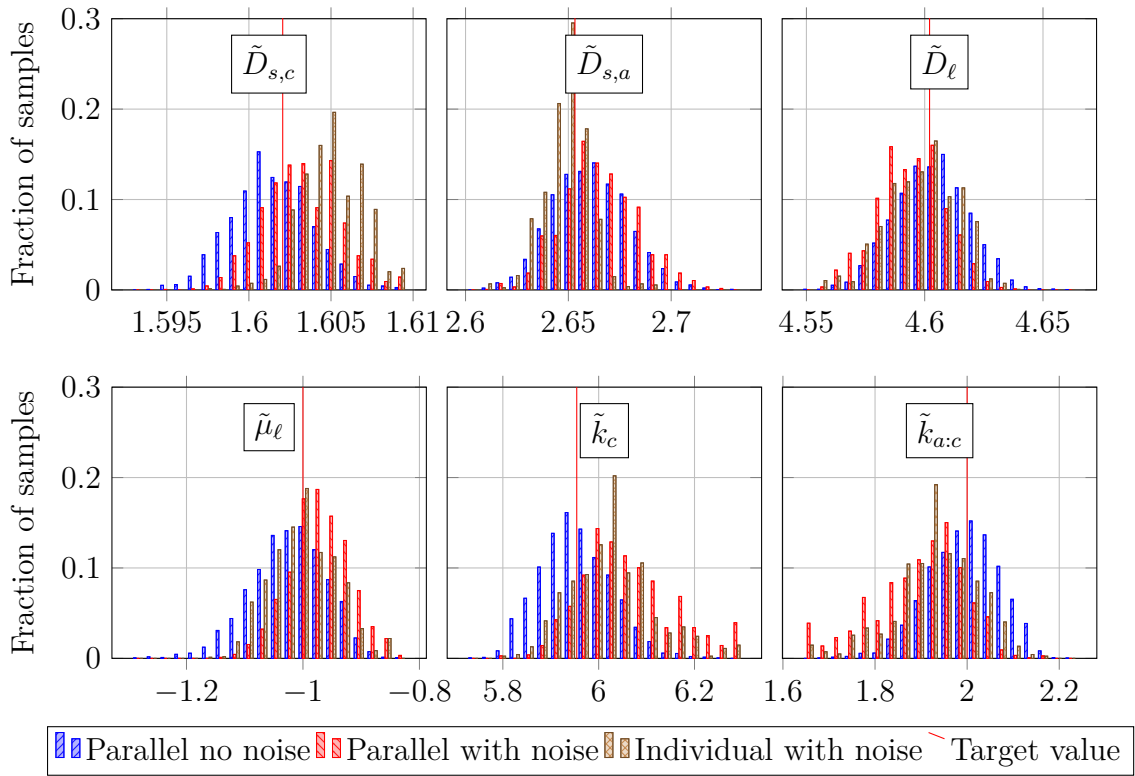 Fraction of samples
0.3
0.2
0.1
0
D̃s,c
1.595 1.6 1.605 1.61
D̃s,a
2.6 2.65 2.7
D̃ℓ
4.55 4.6 4.65
Fraction of samples
0.3
0.2
0.1
0
μ̃ℓ
−1.2 −1 −0.8
k̃c
5.8 6 6.2
k̃a:c
1.6 1.8 2 2.2
Parallel no noise Parallel with noise Individual with noise Target value